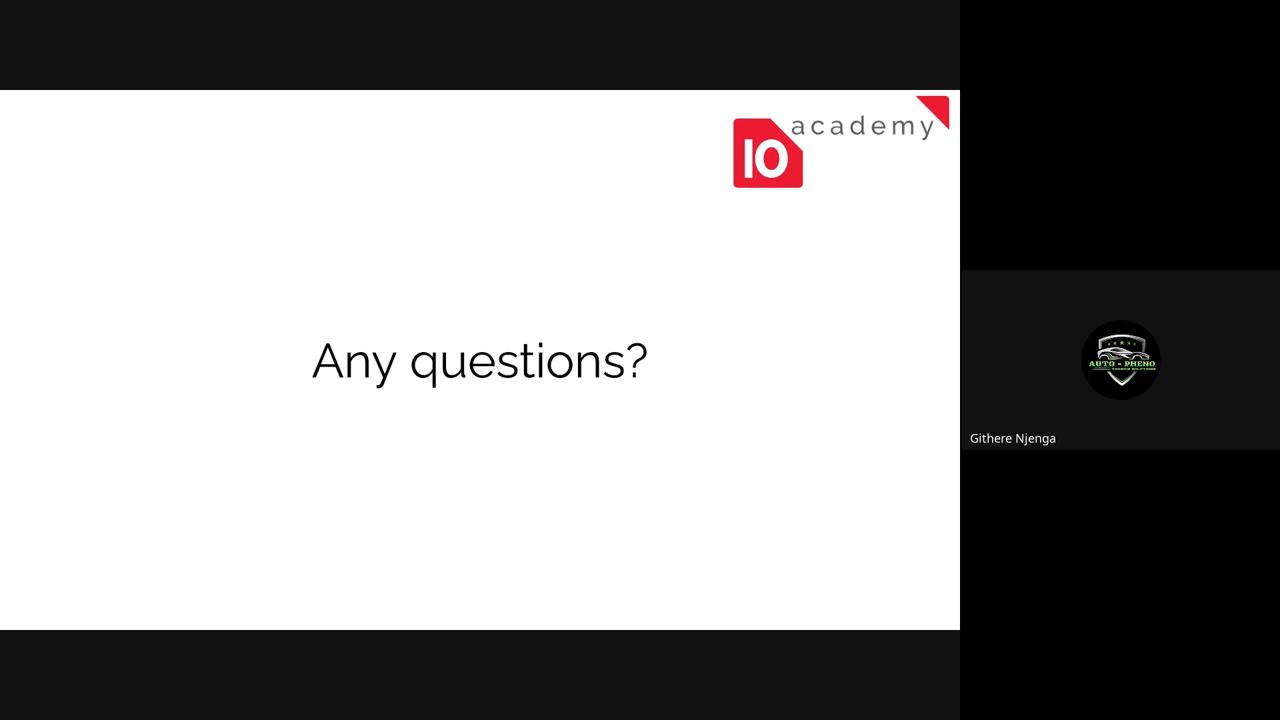 academy
10
Any questions?
AUTO - PHENO
Githere Njenga